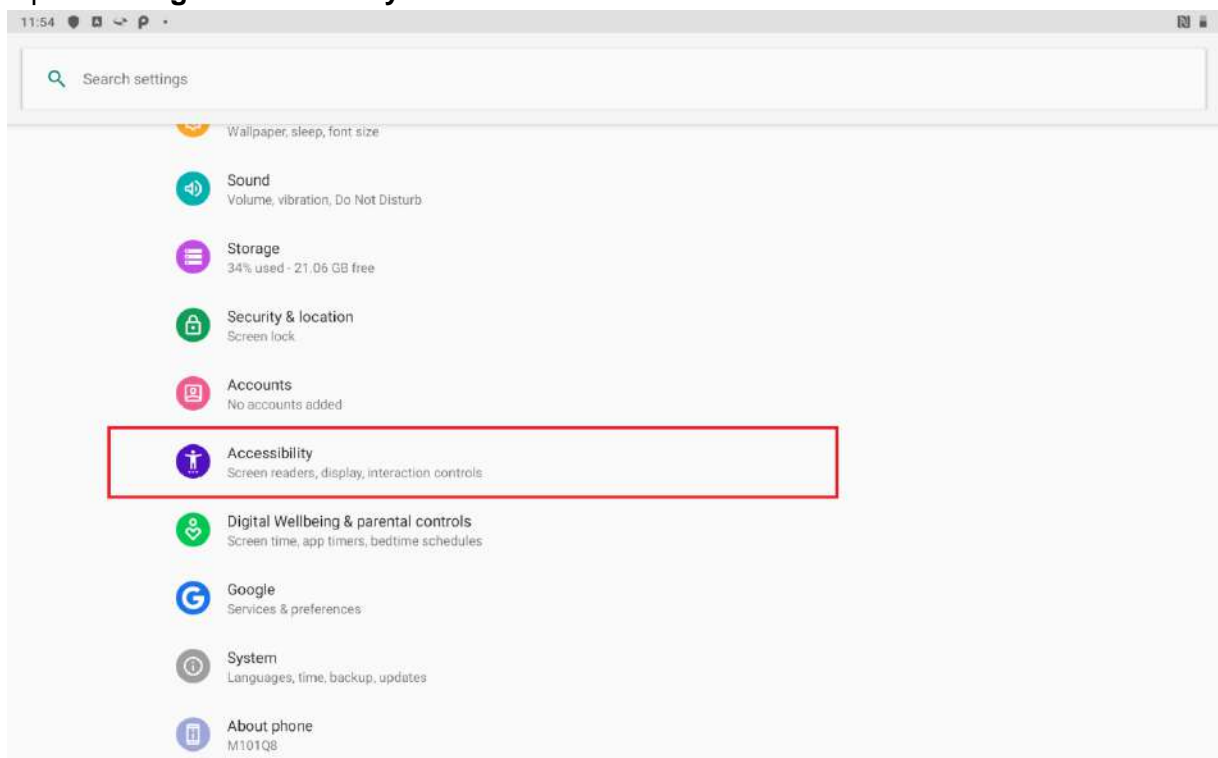 11:54
Search settings
Wallpaper, sleep, font size
Sound
Volume, vibration, Do Not Disturb
Storage
34% used - 21.06 GB free
Security & location
Screen lock
Accounts
No accounts added
Accessibility
Screen readers, display, interaction controls
Digital Wellbeing & parental controls
Screen time, app timers, bedtime schedules
Google
Services & preferences
System
Languages, time, backup, updates
About phone
M101Q8